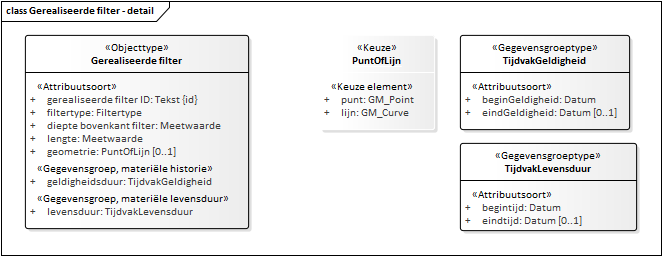 class Gerealiseerde filter - detail
«Objecttype»
Gerealiseerde filter
«Attribuutsoort»
+ gerealiseerde filter ID: Tekst {id}
+ filtertype: Filtertype
+ diepte bovenkant filter: Meetwaarde
+ lengte: Meetwaarde
+ geometrie: PuntOfLijn [0..1]
«Gegevensgroep, materiële historie»
+ geldigheidsduur: TijdvakGeldigheid
«Gegevensgroep, materiële levensduur»
+ levensduur: TijdvakLevensduur
«Keuze»
PuntOfLijn
«Keuze element»
+ punt: GM_Point
+ lijn: GM_Curve
«Gegevensgroeptype»
TijdvakGeldigheid
«Attribuutsoort»
+ beginGeldigheid: Datum
+ eindGeldigheid: Datum [0..1]
«Gegevensgroeptype»
TijdvakLevensduur
«Attribuutsoort»
+ begintijd: Datum
+ eindtijd: Datum [0..1]